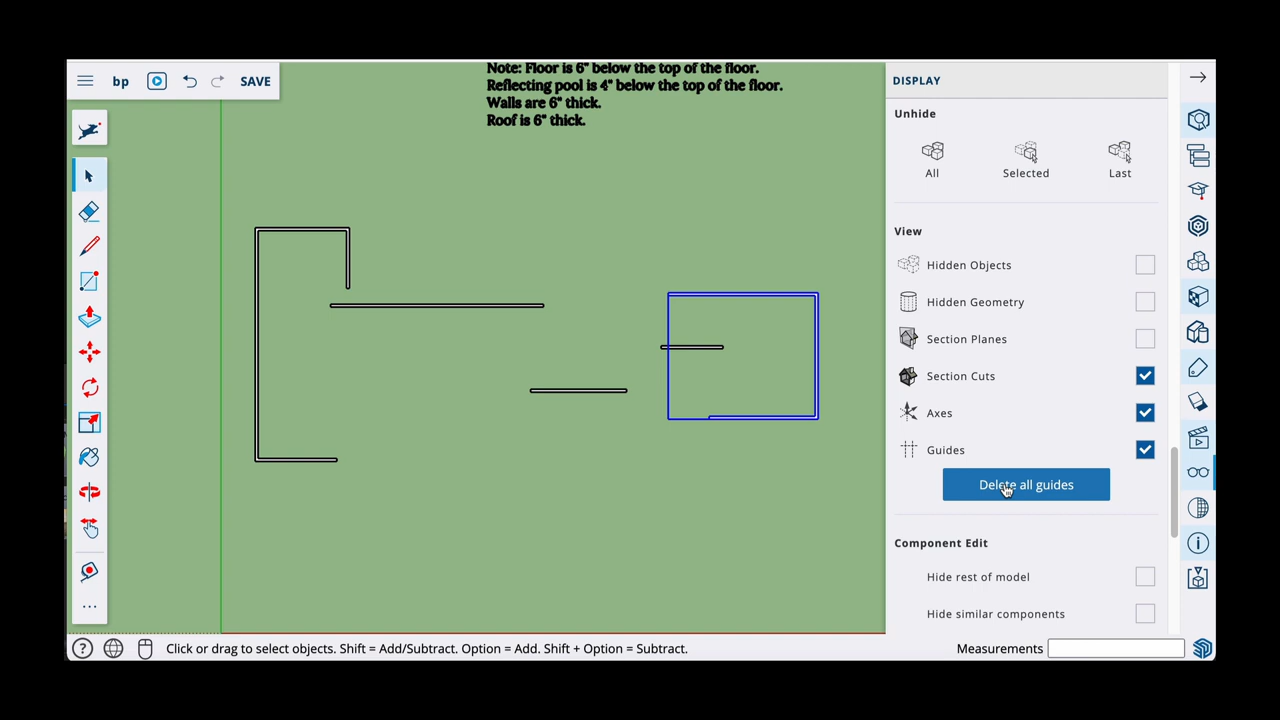 Note: Floor is 6" below the top of the floor.
Reflecting pool is 4" below the top of the floor.
Walls are 6" thick.
Roof is 6" thick.
bp
SAVE
DISPLAY
Unhide
All
Selected
Last
View
Hidden Objects
Hidden Geometry
Section Planes
Section Cuts
Axes
Guides
Delete all guides
Component Edit
Hide rest of model
Hide similar components
Click or drag to select objects. Shift = Add/Subtract. Option = Add. Shift + Option = Subtract.
Measurements